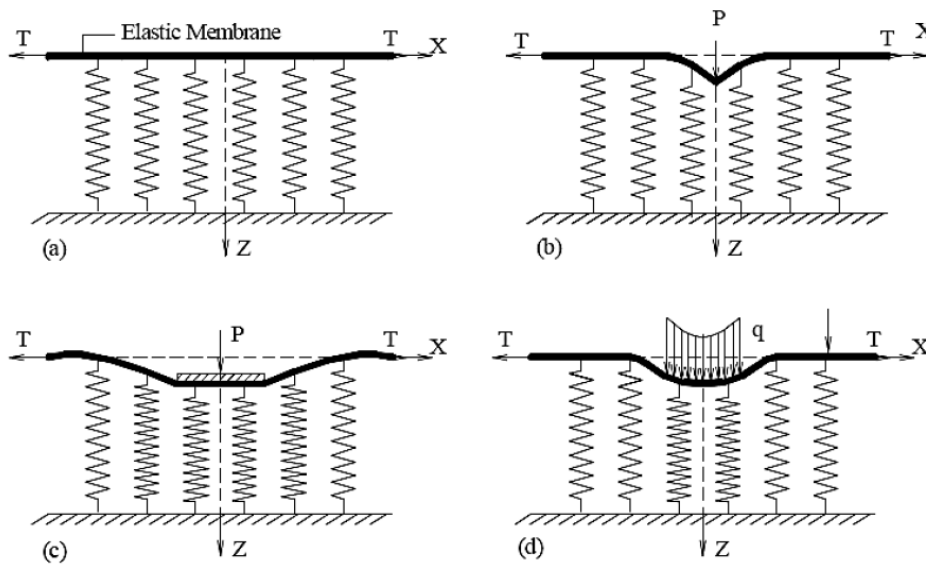 Elastic Membrane
T T X
Z
(a)
P
T T X
Z
(b)
P
T T X
Z
(c)
q
T T X
Z
(d)